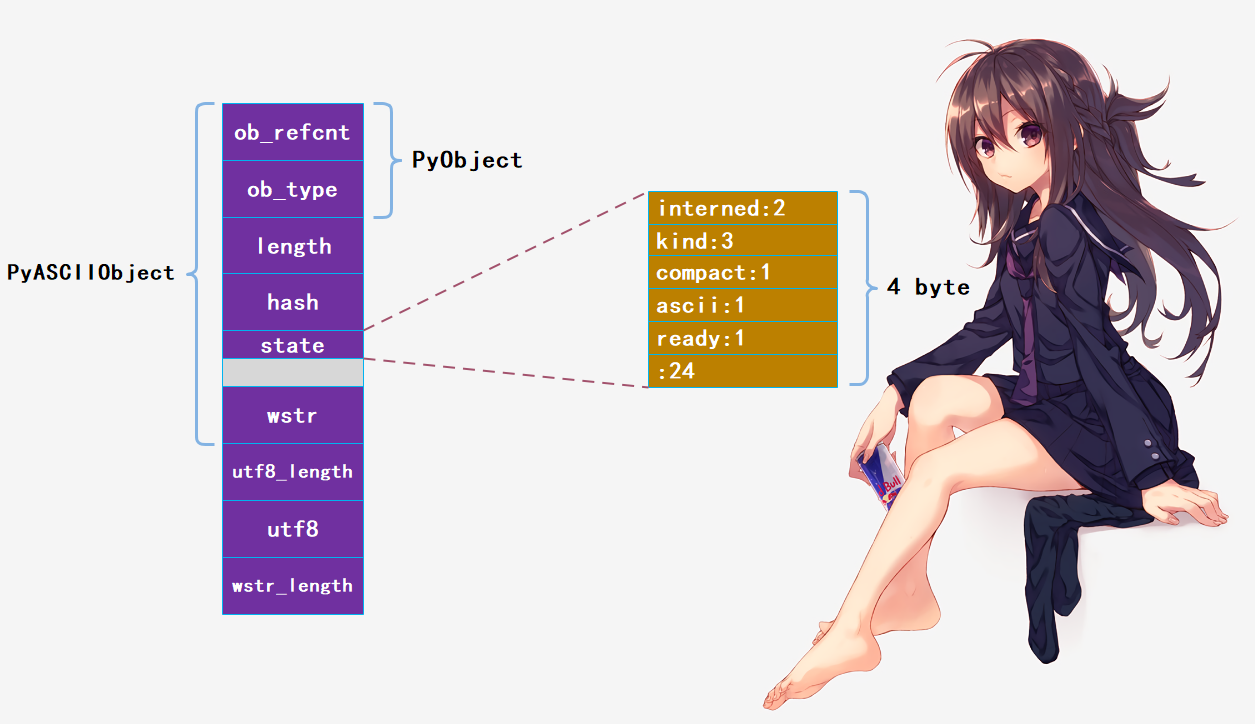 ob_refcnt
ob_type
length
hash
state
wstr
utf8_length
utf8
wstr_length
PyASCIIObject
PyObject
interned:2
kind:3
compact:1
ascii:1
ready:1
:24
4 byte
Bull